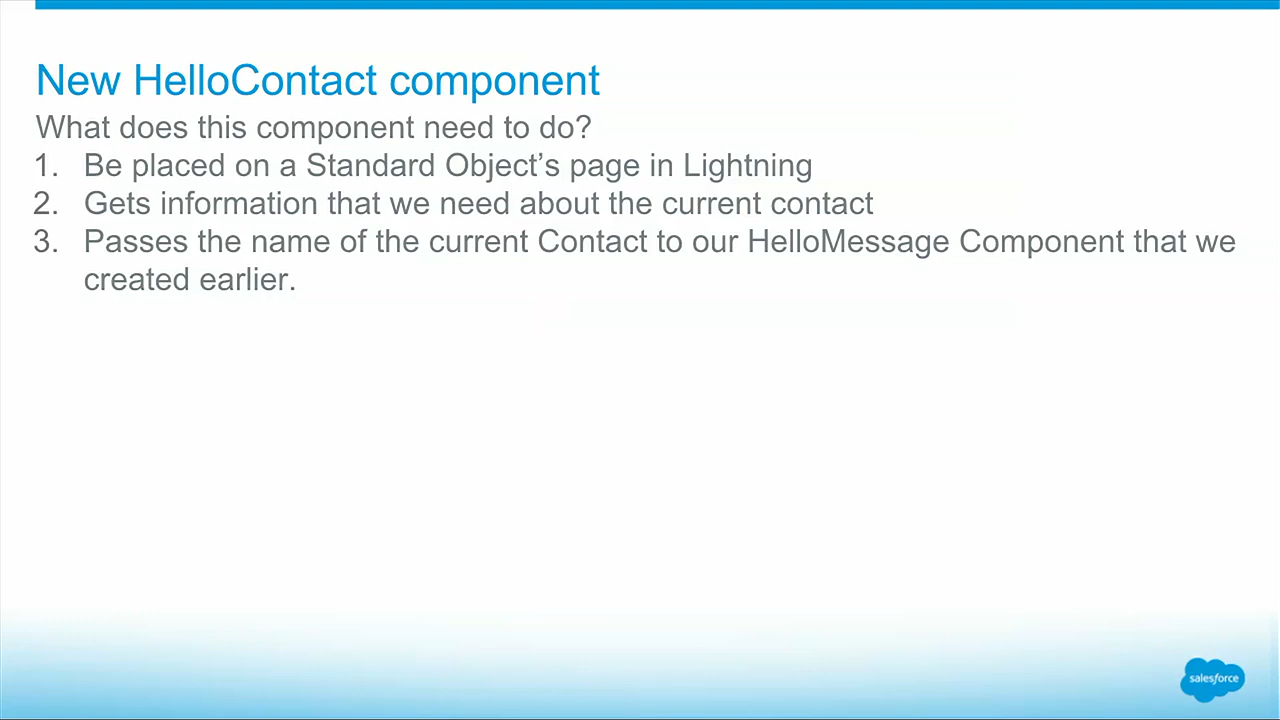 New HelloContact component
What does this component need to do?
1. Be placed on a Standard Object’s page in Lightning
2. Gets information that we need about the current contact
3. Passes the name of the current Contact to our HelloMessage Component that we
created earlier.
salesforce